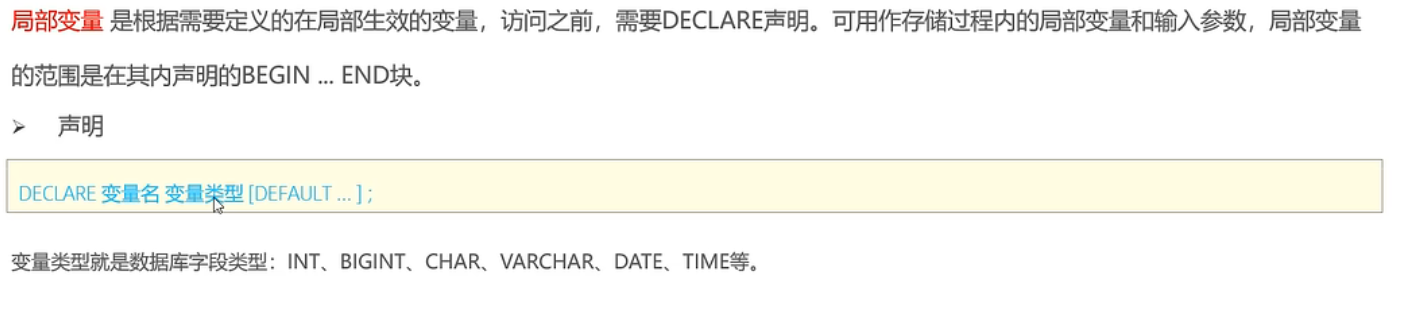 局部变量 是根据需要定义的在局部生效的变量，访问之前，需要DECLARE声明。可用作存储过程内的局部变量和输入参数，局部变量
的范围是在其内声明的BEGIN ... END块。
➢ 声明
DECLARE 变量名 变量类型 [DEFAULT ... ] ;
变量类型就是数据库字段类型：INT、BIGINT、CHAR、VARCHAR、DATE、TIME等。